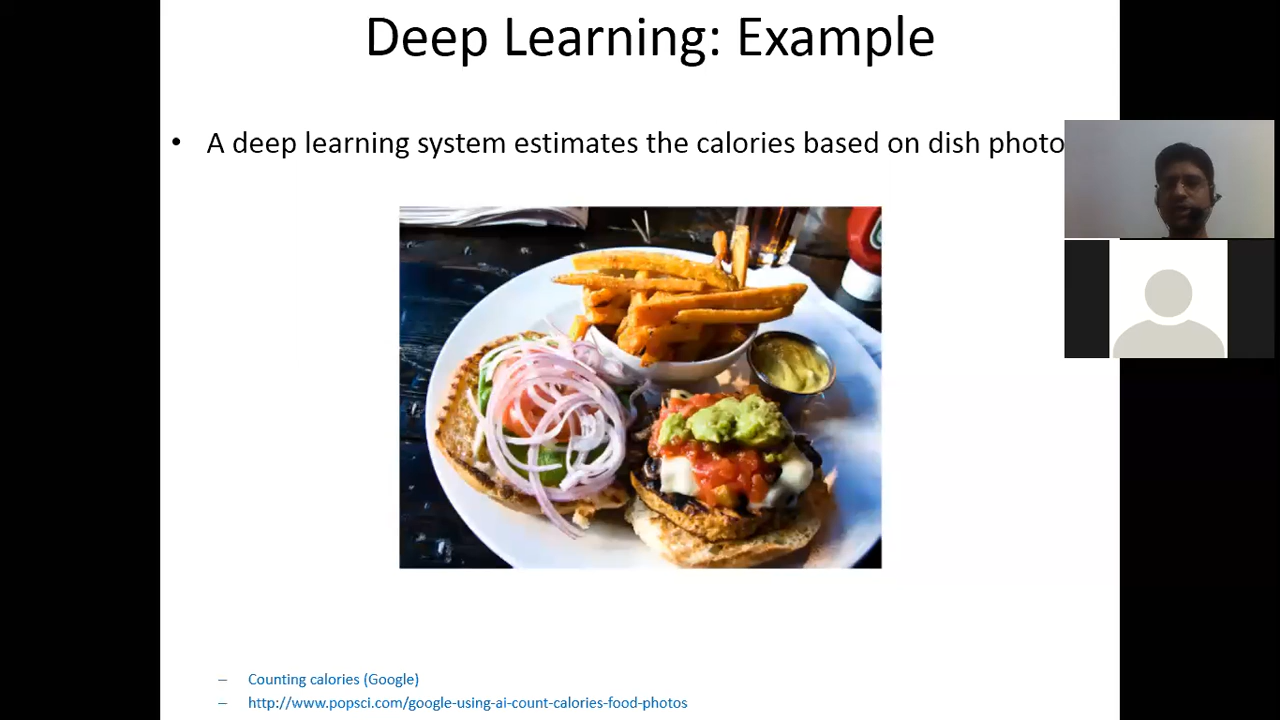 Deep Learning: Example
• A deep learning system estimates the calories based on dish photo
– Counting calories (Google)
– http://www.popsci.com/google-using-ai-count-calories-food-photos